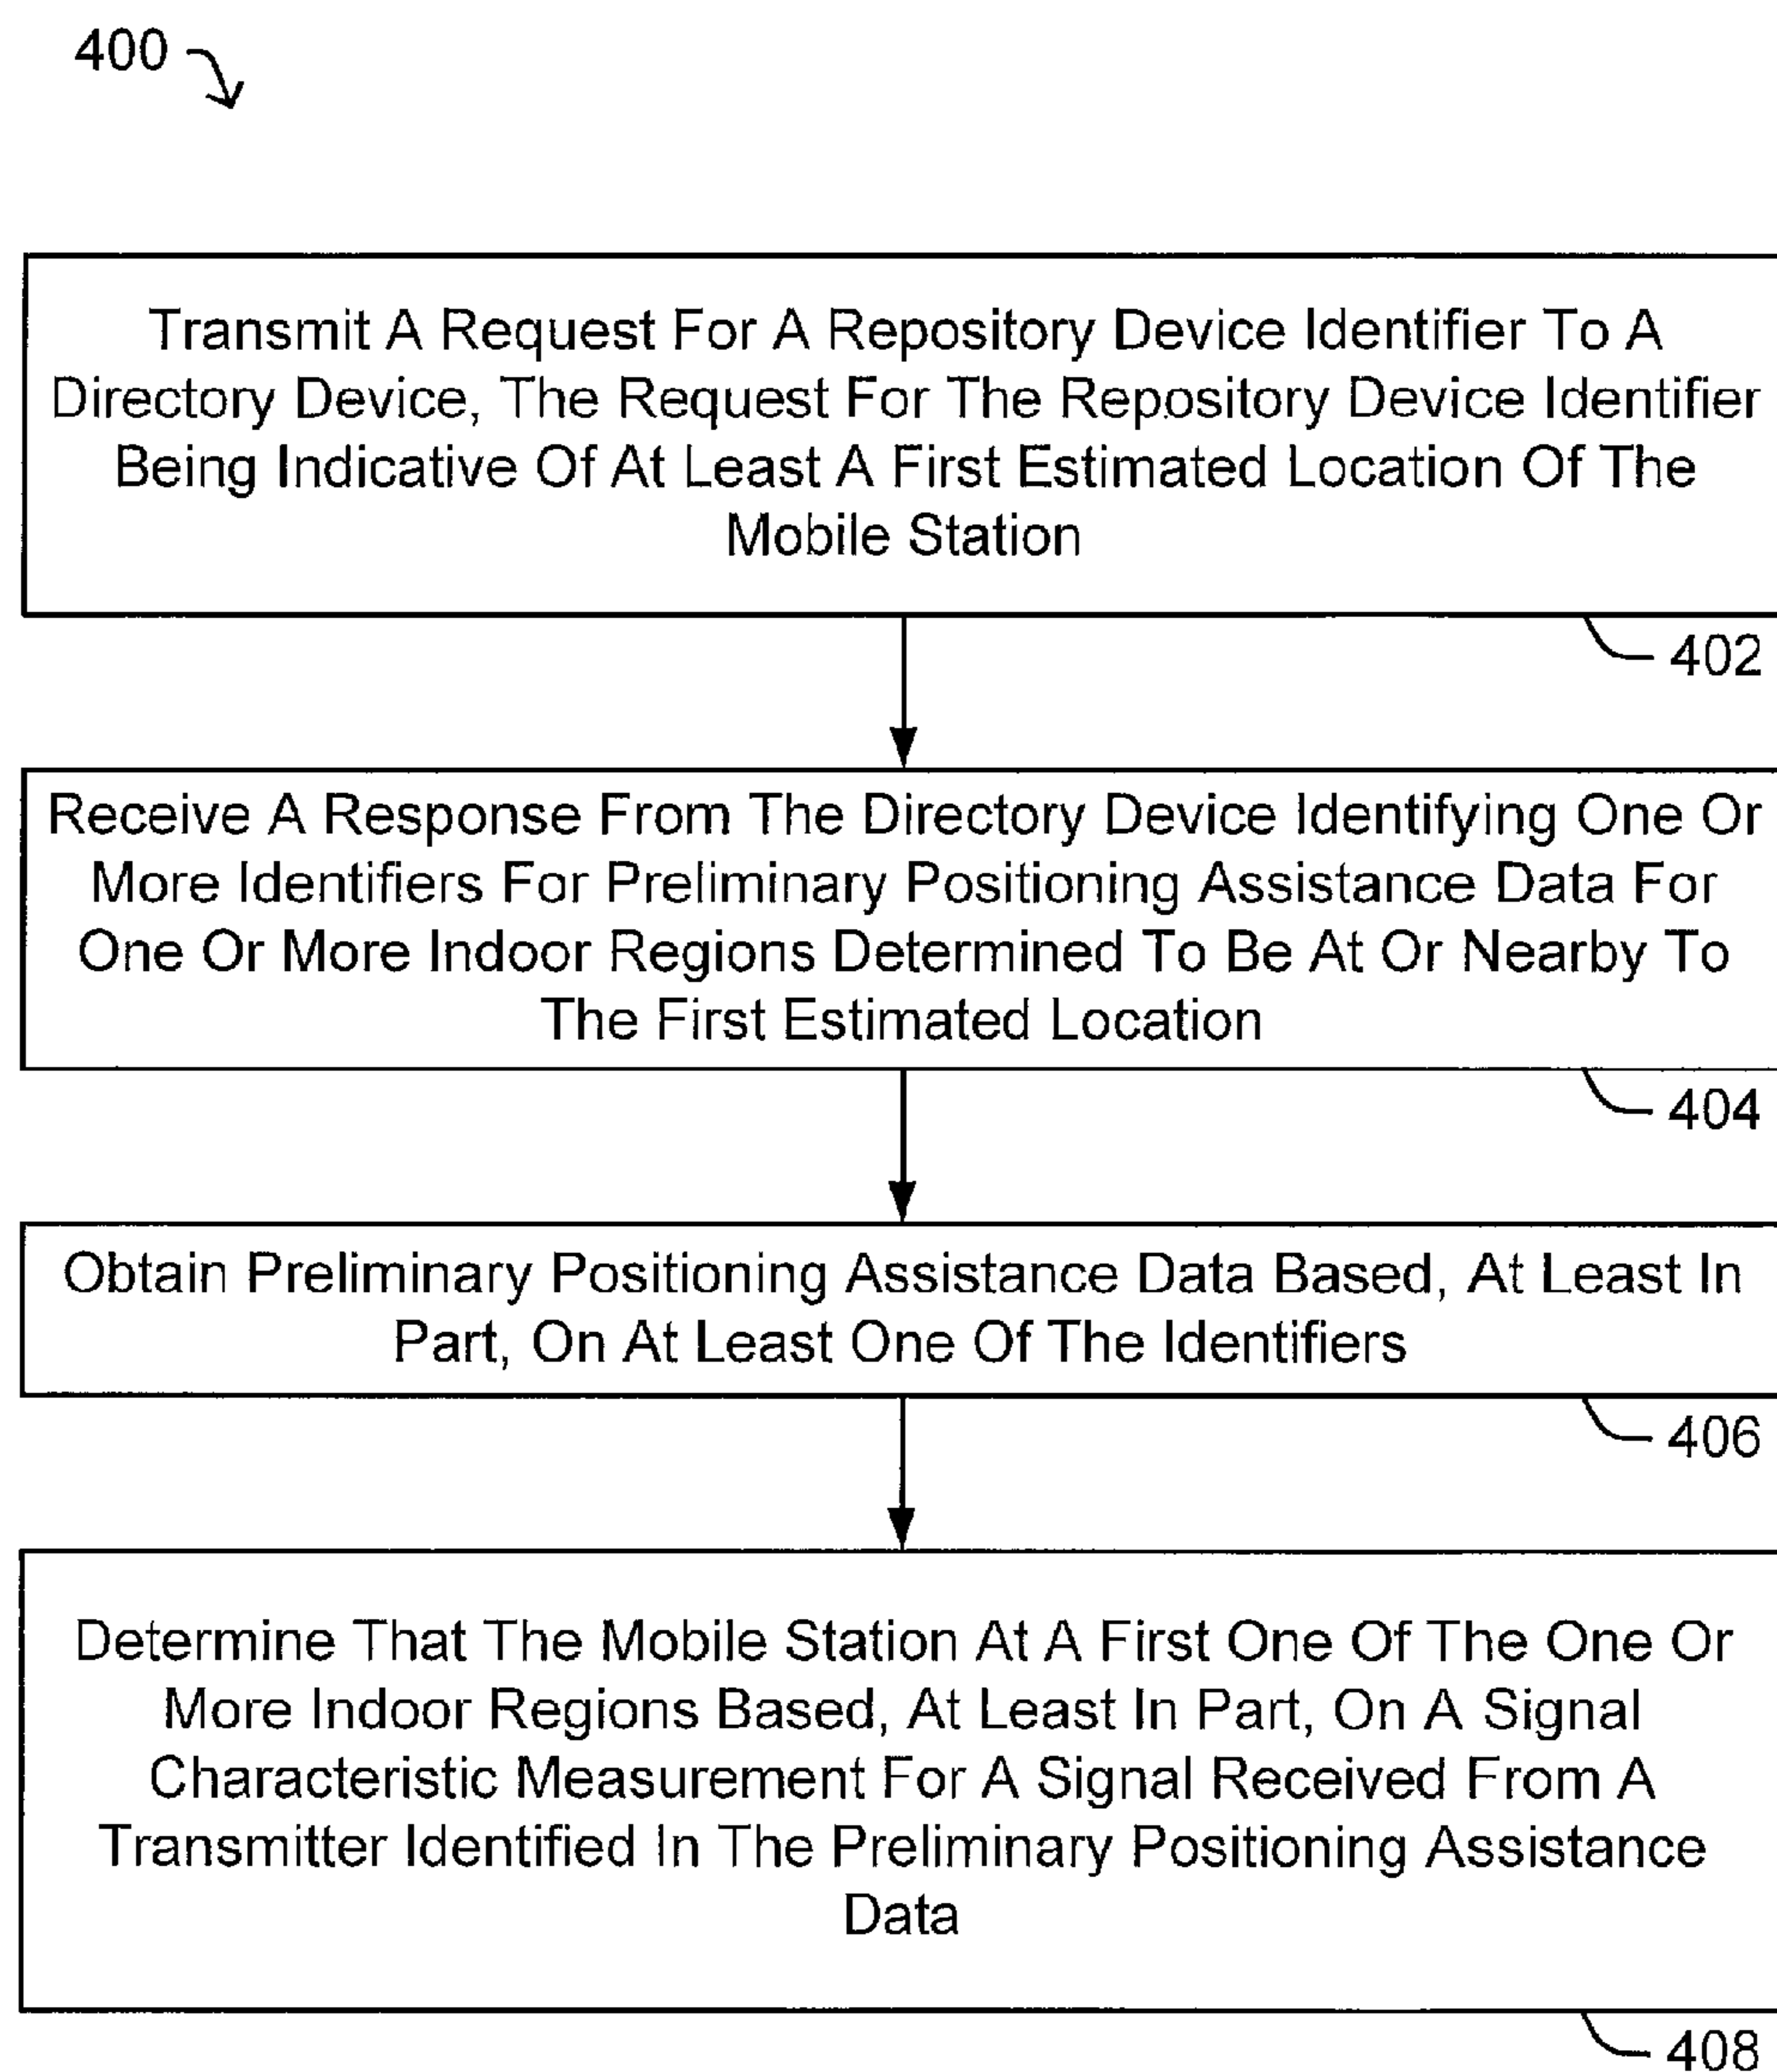 400
Transmit A Request For A Repository Device Identifier To A
Directory Device, The Request For The Repository Device Identifier
Being Indicative Of At Least A First Estimated Location Of The
Mobile Station
402
Receive A Response From The Directory Device Identifying One Or
More Identifiers For Preliminary Positioning Assistance Data For
One Or More Indoor Regions Determined To Be At Or Nearby To
The First Estimated Location
404
Obtain Preliminary Positioning Assistance Data Based, At Least In
Part, On At Least One Of The Identifiers
406
Determine That The Mobile Station At A First One Of The One Or
More Indoor Regions Based, At Least In Part, On A Signal
Characteristic Measurement For A Signal Received From A
Transmitter Identified In The Preliminary Positioning Assistance
Data
408